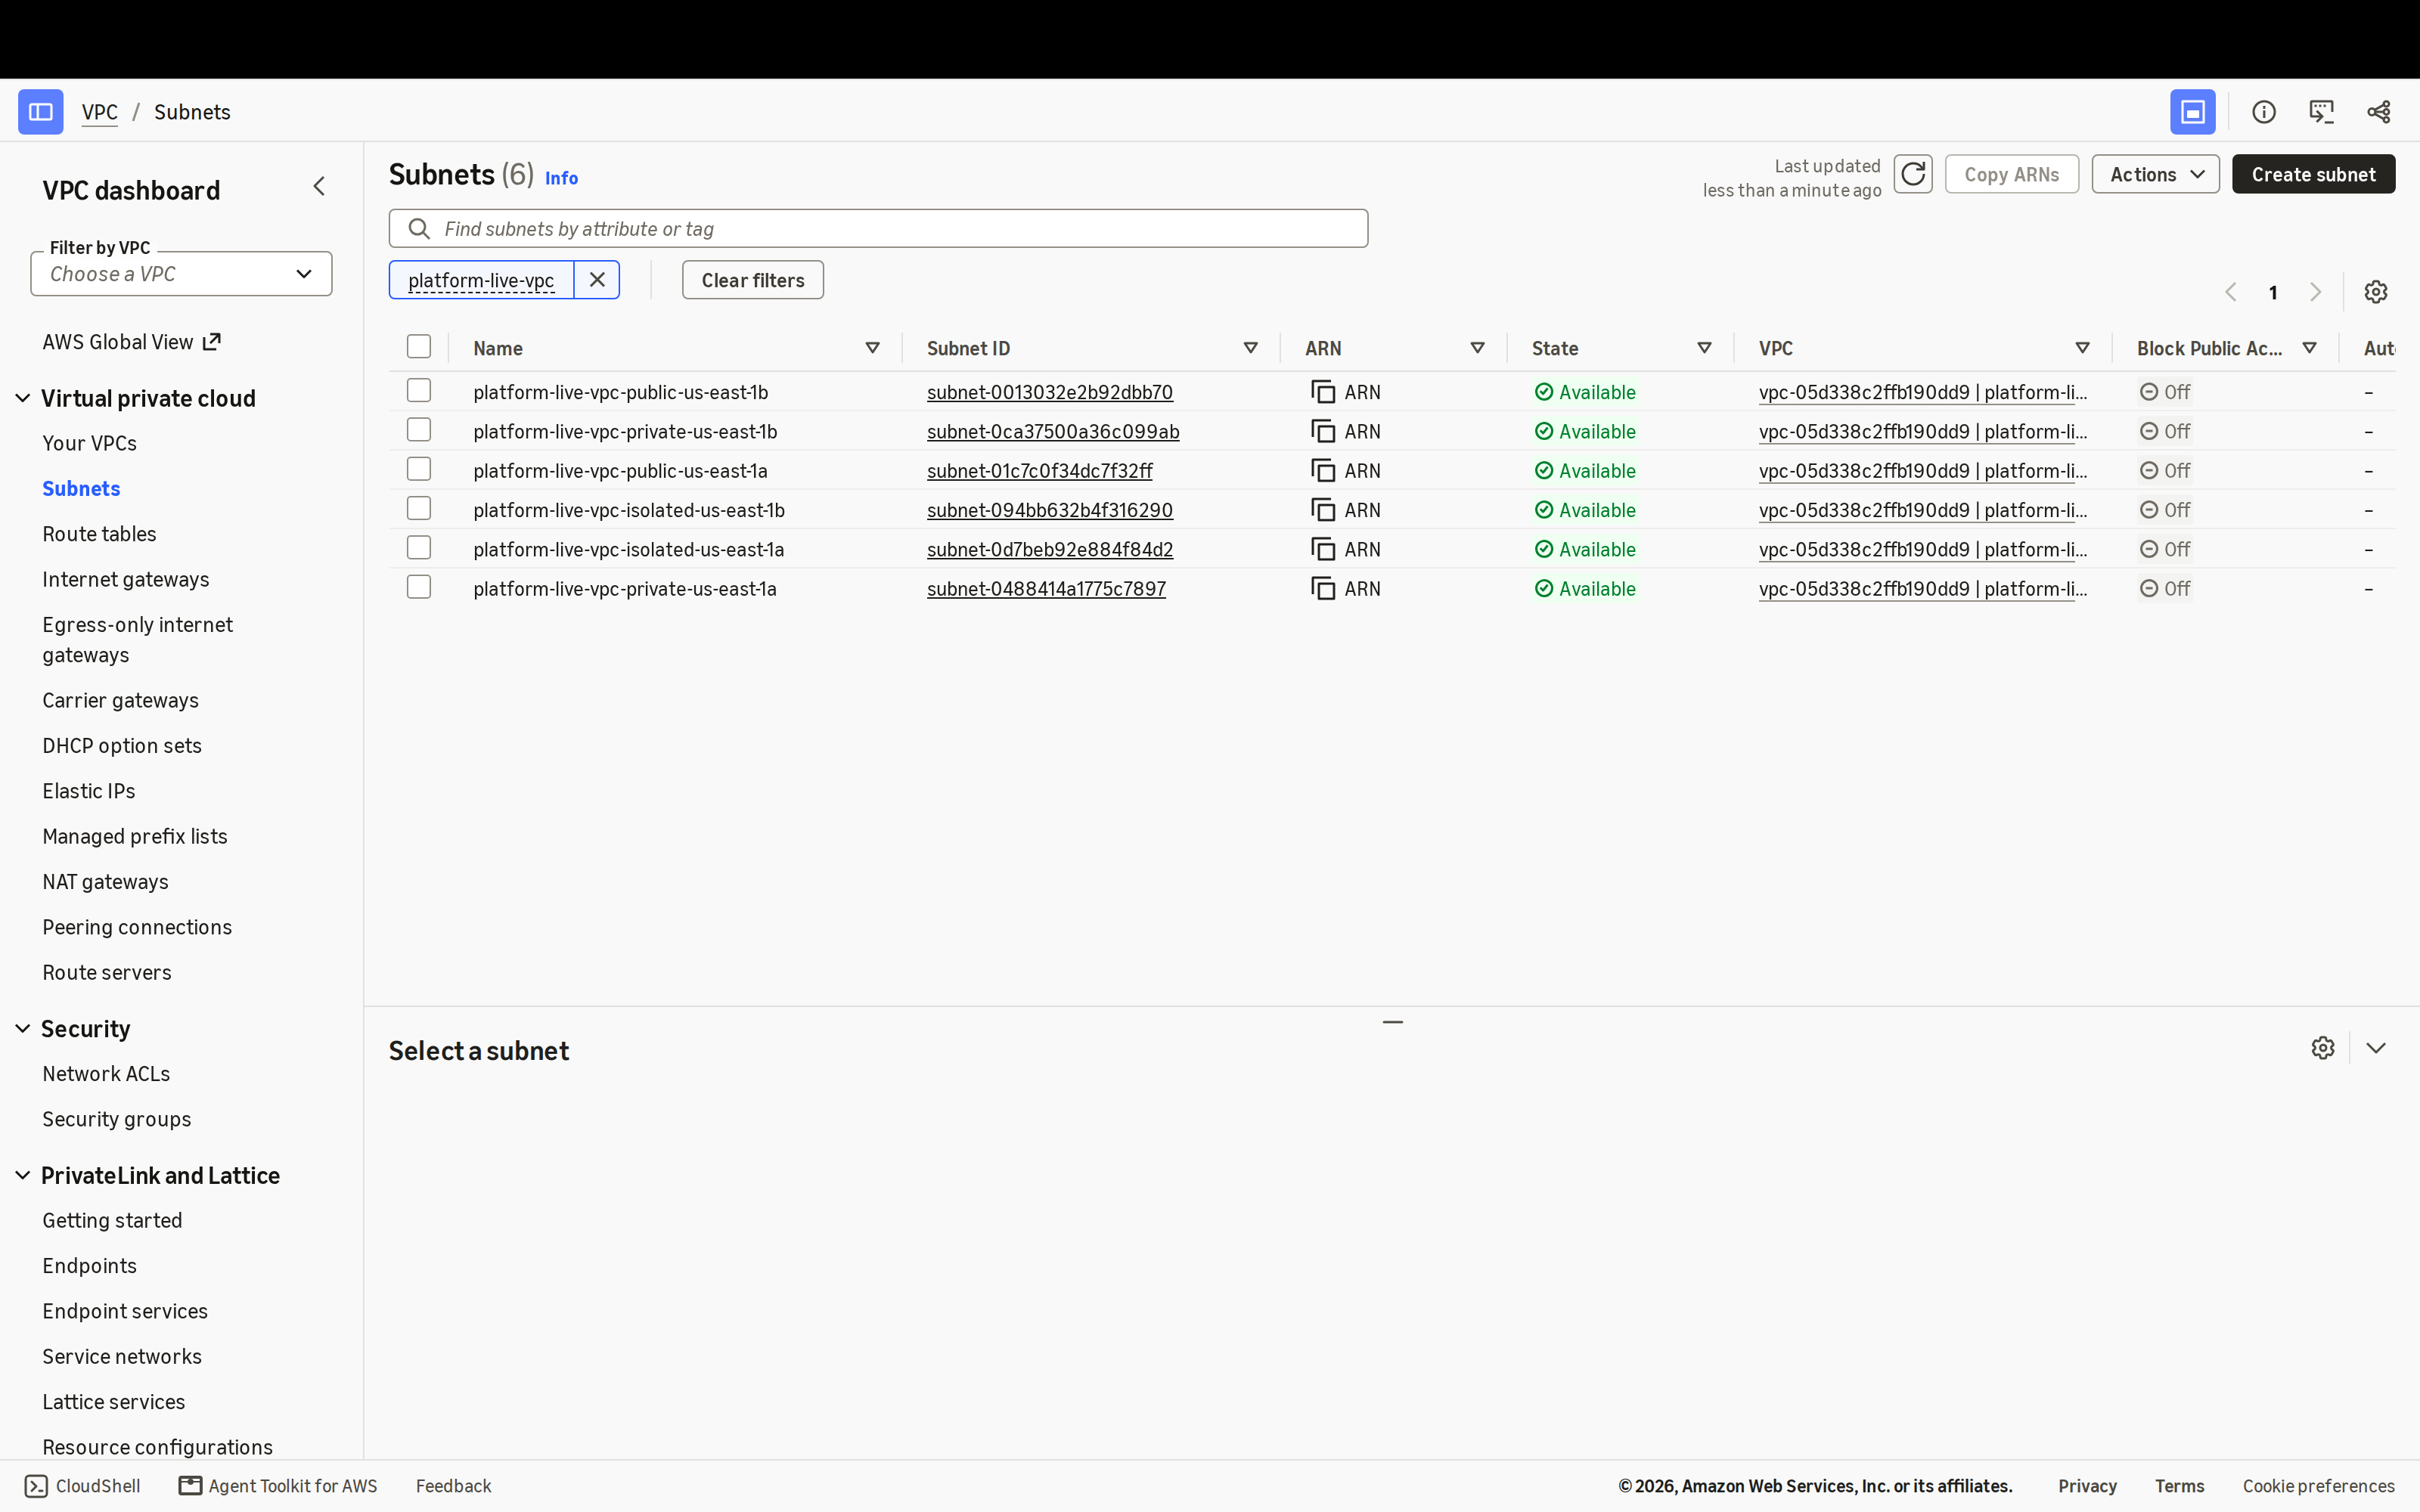 VPC / Subnets
VPC dashboard
Filter by VPC
Choose a VPC
AWS Global View
Virtual private cloud
Your VPCs
Subnets
Route tables
Internet gateways
Egress-only internet
gateways
Carrier gateways
DHCP option sets
Elastic IPs
Managed prefix lists
NAT gateways
Peering connections
Route servers
Security
Network ACLs
Security groups
PrivateLink and Lattice
Getting started
Endpoints
Endpoint services
Service networks
Lattice services
Resource configurations
Subnets (6) Info
Last updated
less than a minute ago
Copy ARNs
Actions
Create subnet
Find subnets by attribute or tag
platform-live-vpc
Clear filters
1
Name Subnet ID ARN State VPC Block Public Ac... Aut
platform-live-vpc-public-us-east-1b subnet-0013032e2b92dbb70 ARN Available vpc-05d338c2ffb190dd9 | platform-li... Off –
platform-live-vpc-private-us-east-1b subnet-0ca37500a36c099ab ARN Available vpc-05d338c2ffb190dd9 | platform-li... Off –
platform-live-vpc-public-us-east-1a subnet-01c7c0f34dc7f32ff ARN Available vpc-05d338c2ffb190dd9 | platform-li... Off –
platform-live-vpc-isolated-us-east-1b subnet-094bb632b4f316290 ARN Available vpc-05d338c2ffb190dd9 | platform-li... Off –
platform-live-vpc-isolated-us-east-1a subnet-0d7beb92e884f84d2 ARN Available vpc-05d338c2ffb190dd9 | platform-li... Off –
platform-live-vpc-private-us-east-1a subnet-0488414a1775c7897 ARN Available vpc-05d338c2ffb190dd9 | platform-li... Off –
Select a subnet
CloudShell Agent Toolkit for AWS Feedback © 2026, Amazon Web Services, Inc. or its affiliates. Privacy Terms Cookie preferences